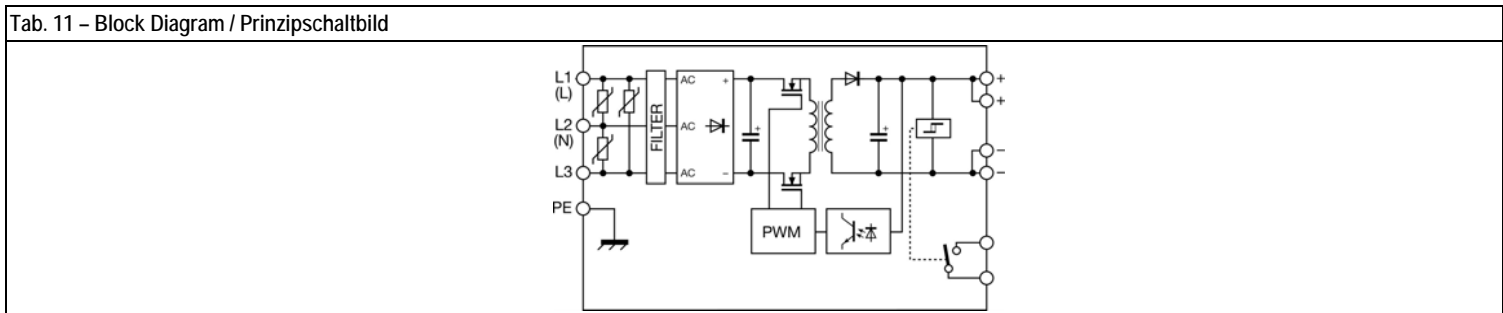 Tab. 11 – Block Diagram / Prinzipschaltbild
L1
(L)
L2
(N)
L3
PE
FILTER
AC
AC
AC
+
–
+
+
+
+
–
–
PWM